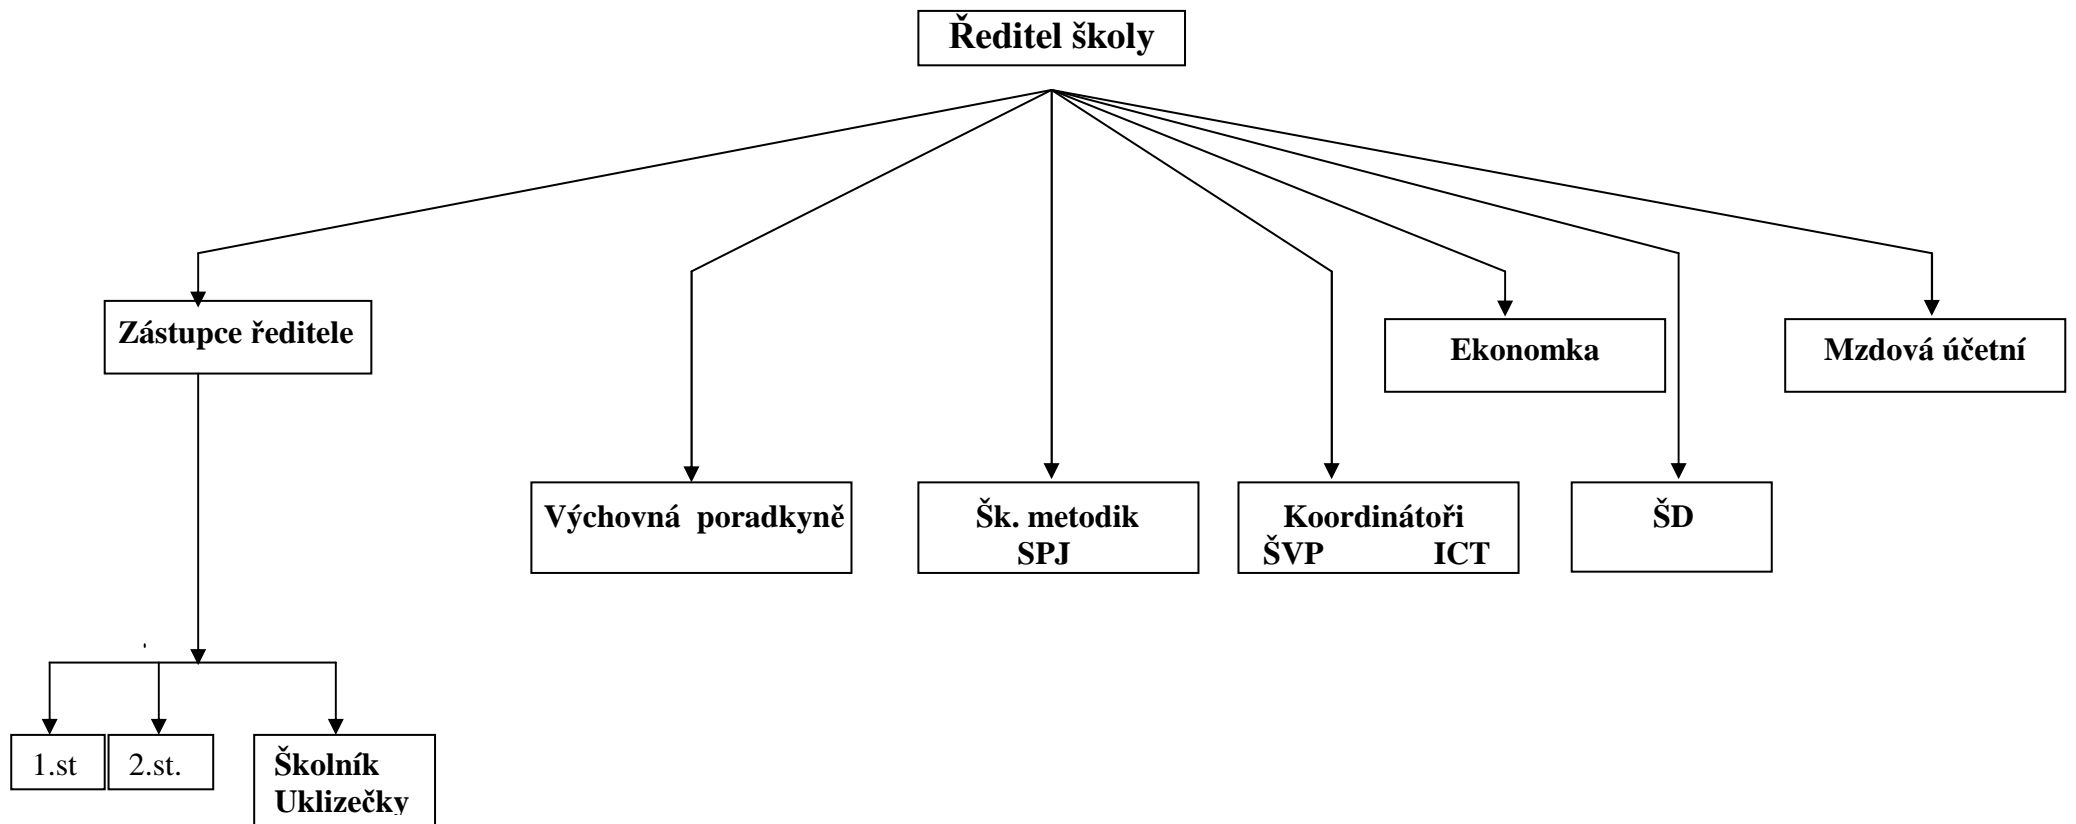 Ředitel školy
Zástupce ředitele
Ekonomka
Mzdová účetní
Výchovná poradkyně
Šk. metodik
SPJ
Koordinátoři
ŠVP ICT
ŠD
1.st
2.st.
Školník
Uklizečky